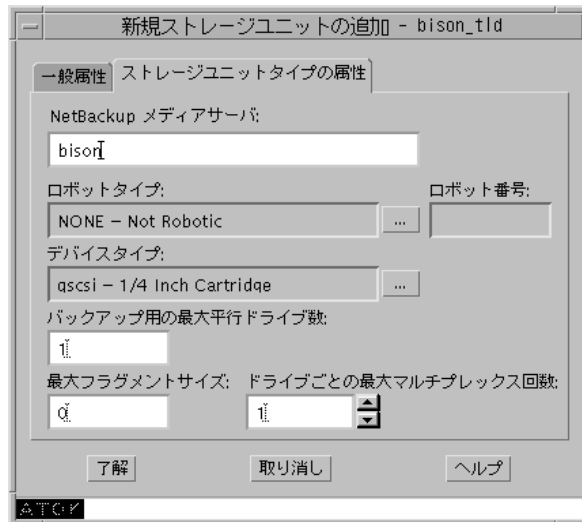 新規ストレージユニットの追加 - bison_tld
一般属性 ストレージユニットタイプの属性
NetBackup メディアサーバ:
bison
ロボットタイプ: ロボット番号:
NONE – Not Robotic ...
デバイスタイプ:
qscsi – 1/4 Inch Cartridge ...
バックアップ用の最大平行ドライブ数:
1
最大フラグメントサイズ: ドライブごとの最大マルチプレックス回数:
0 1
了解 取り消し ヘルプ
ATOK